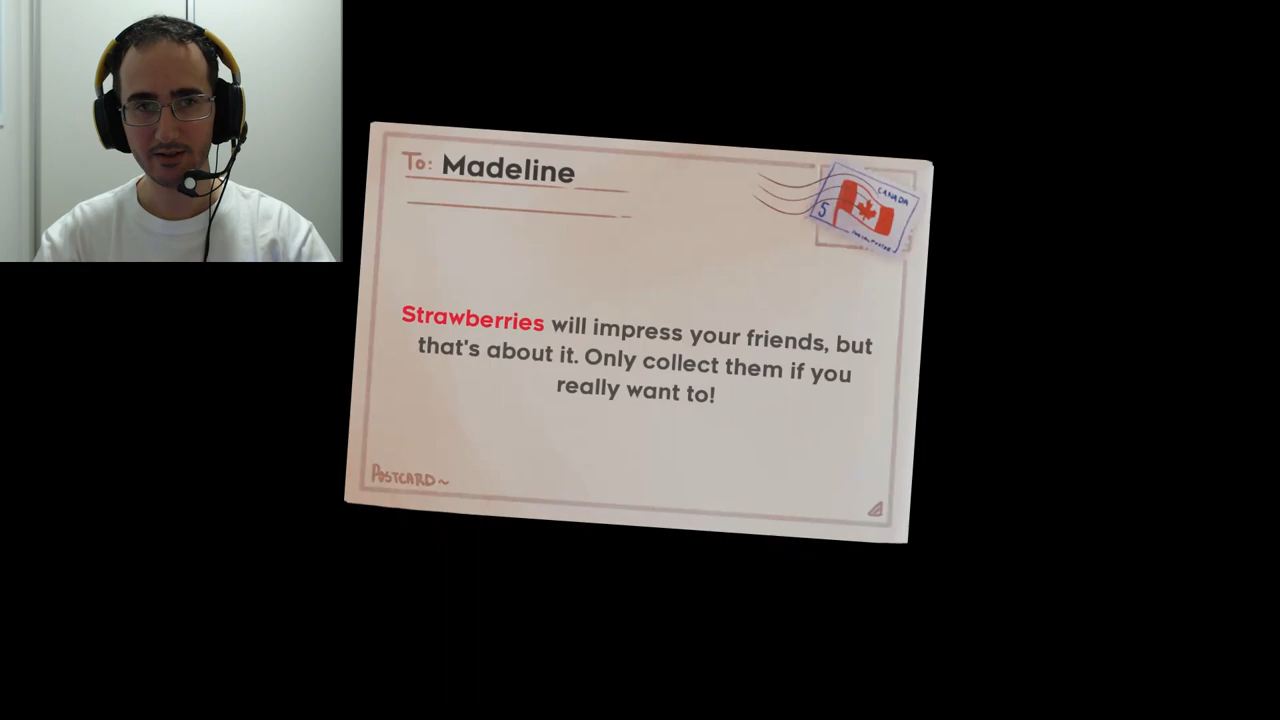 To: Madeline
CANADA
5
Strawberries will impress your friends, but
that's about it. Only collect them if you
really want to!
POSTCARD~